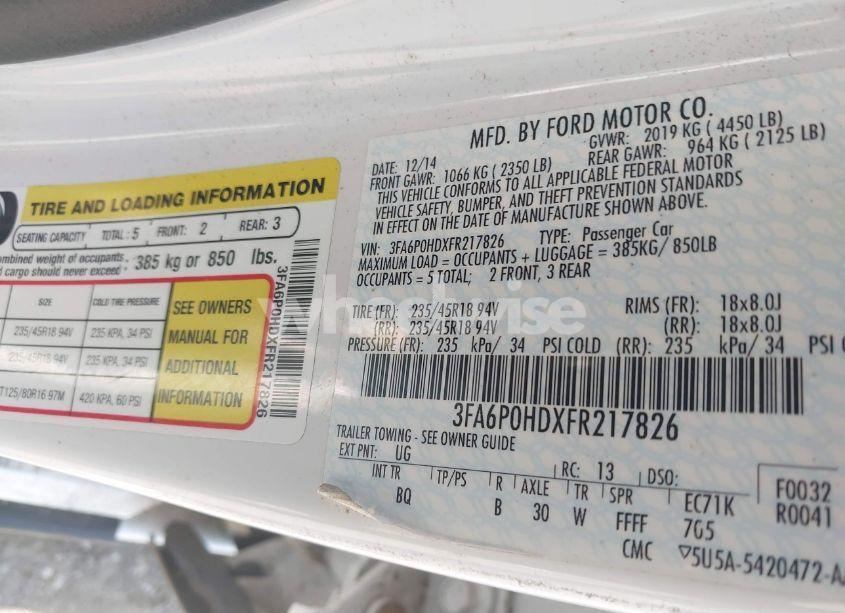 TIRE AND LOADING INFORMATION
SEATING CAPACITY TOTAL: 5 FRONT: 2 REAR: 3
combined weight of occupants
cargo should never exceed: 385 kg or 850 lbs.
SIZE COLD TIRE PRESSURE
235/45R18 94V 235 KPA, 34 PSI
235/45R18 94V 235 KPA, 34 PSI
T125/80R16 97M 420 KPA, 60 PSI
SEE OWNERS
MANUAL FOR
ADDITIONAL
INFORMATION
3FA6P0HDXFR217826
MFD. BY FORD MOTOR CO.
DATE: 12/14 GVWR: 2019 KG ( 4450 LB)
FRONT GAWR: 1066 KG ( 2350 LB) REAR GAWR: 964 KG ( 2125 LB)
THIS VEHICLE CONFORMS TO ALL APPLICABLE FEDERAL MOTOR
VEHICLE SAFETY, BUMPER, AND THEFT PREVENTION STANDARDS
IN EFFECT ON THE DATE OF MANUFACTURE SHOWN ABOVE.
VIN: 3FA6P0HDXFR217826 TYPE: Passenger Car
MAXIMUM LOAD = OCCUPANTS + LUGGAGE = 385KG/ 850LB
OCCUPANTS = 5 TOTAL; 2 FRONT, 3 REAR
TIRE (FR): 235/45R18 94V RIMS (FR): 18x8.0J
(RR): 235/45R18 94V (RR): 18x8.0J
PRESSURE (FR): 235 kPa/ 34 PSI COLD (RR): 235 kPa/ 34 PSI
3FA6P0HDXFR217826
TRAILER TOWING - SEE OWNER GUIDE
EXT PNT: UG RC: 13 DSO:
INT TR TP/PS R AXLE TR SPR EC71K F0032
BQ B 30 W FFFF 7G5 R0041
CMC ▽5U5A-5420472-A
wheelwise